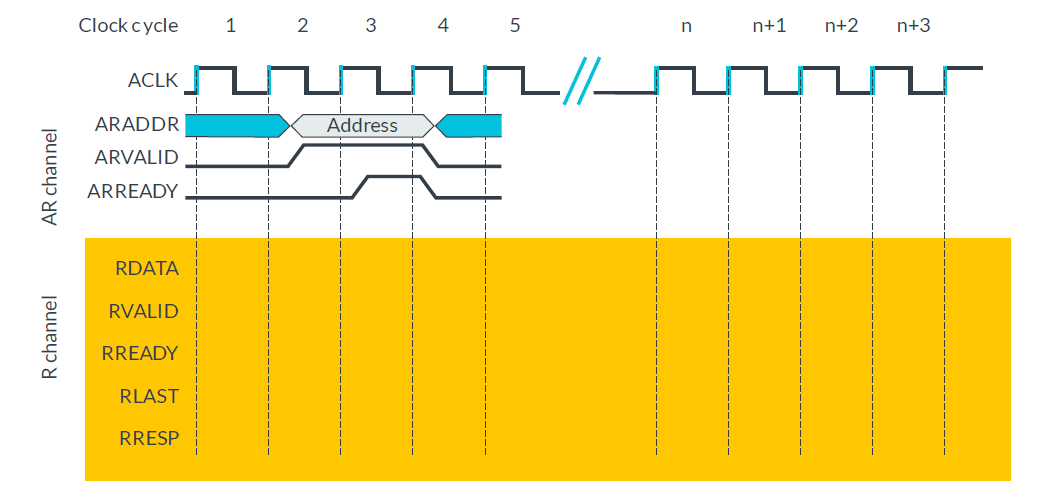 Clock cycle 1 2 3 4 5 n n+1 n+2 n+3
ACLK
AR channel
ARADDR Address
ARVALID
ARREADY
R channel
RDATA
RVALID
RREADY
RLAST
RRESP